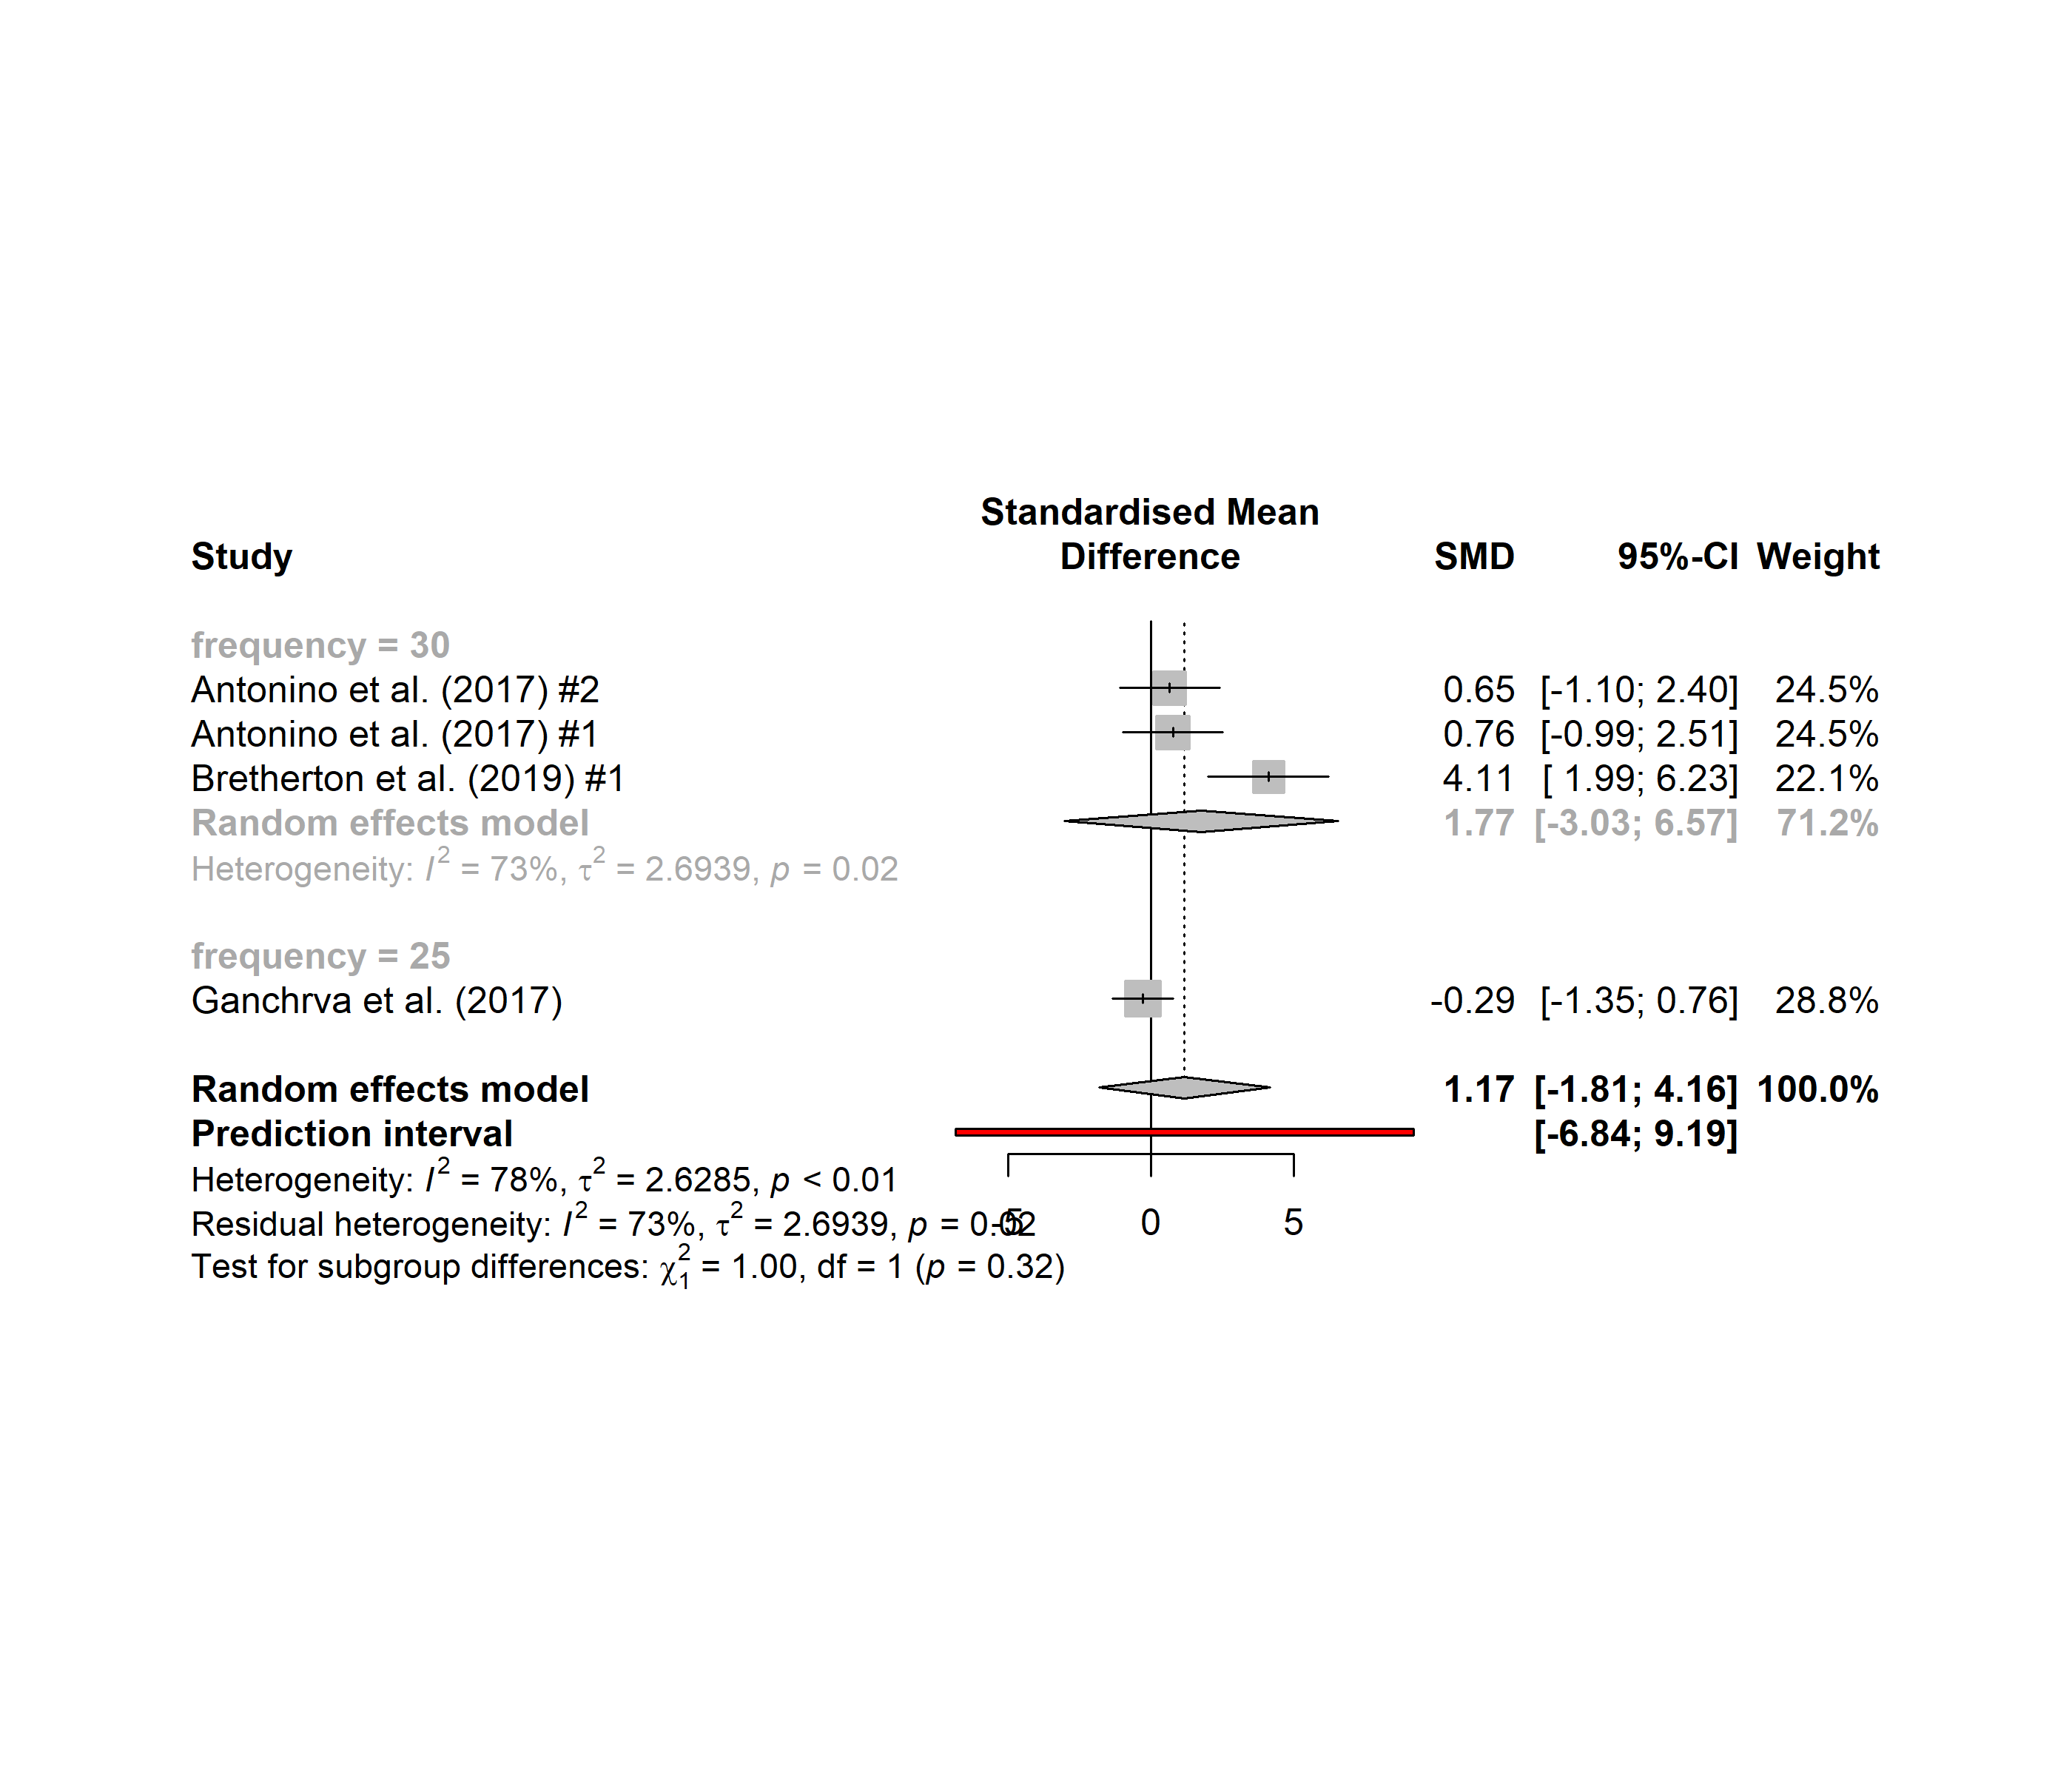 Standardised Mean
Study Difference SMD 95%-CI Weight
frequency = 30
Antonino et al. (2017) #2 0.65 [-1.10; 2.40] 24.5%
Antonino et al. (2017) #1 0.76 [-0.99; 2.51] 24.5%
Bretherton et al. (2019) #1 4.11 [ 1.99; 6.23] 22.1%
Random effects model 1.77 [-3.03; 6.57] 71.2%
Heterogeneity: I² = 73%, τ² = 2.6939, p = 0.02
frequency = 25
Ganchrva et al. (2017) -0.29 [-1.35; 0.76] 28.8%
Random effects model 1.17 [-1.81; 4.16] 100.0%
Prediction interval [-6.84; 9.19]
Heterogeneity: I² = 78%, τ² = 2.6285, p < 0.01
Residual heterogeneity: I² = 73%, τ² = 2.6939, p = 0.02 -5 0 5
Test for subgroup differences: χ²₁ = 1.00, df = 1 (p = 0.32)